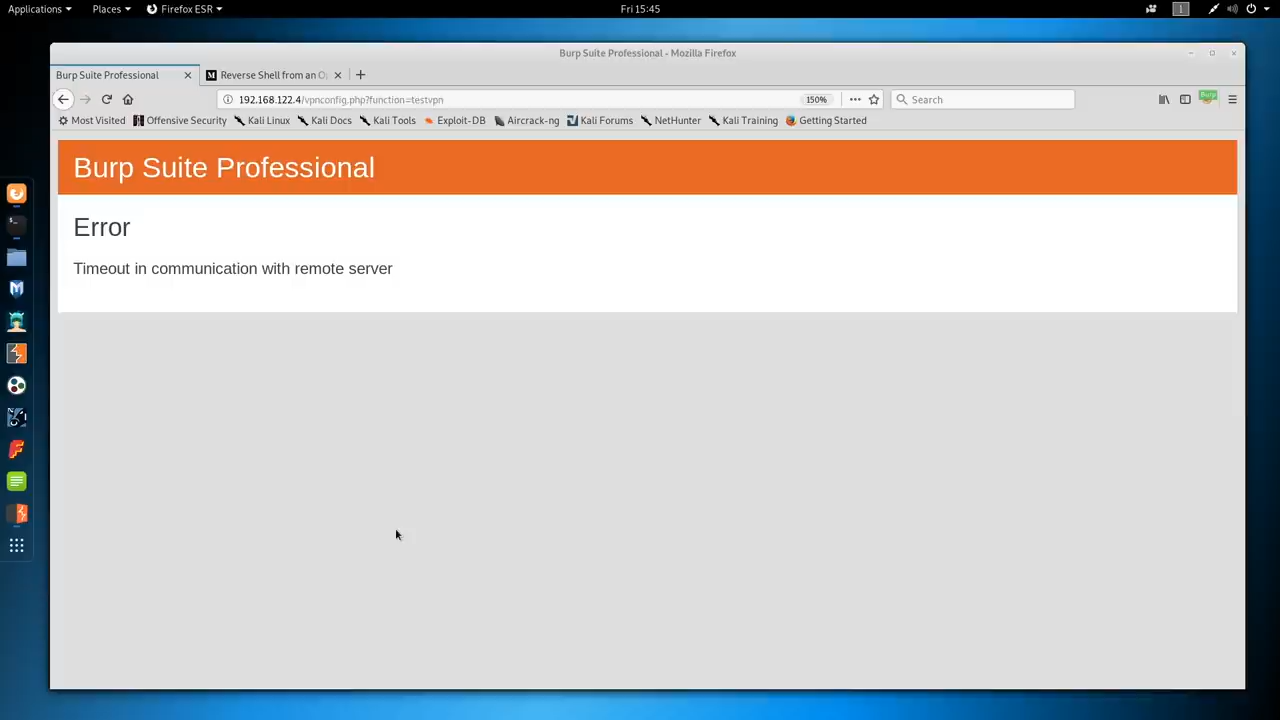 Applications Places Firefox ESR Fri 15:45 1
Burp Suite Professional - Mozilla Firefox
Burp Suite Professional Reverse Shell from an O
192.168.122.4/vpnconfig.php?function=testvpn 150% Search Burp
Most Visited Offensive Security Kali Linux Kali Docs Kali Tools Exploit-DB Aircrack-ng Kali Forums NetHunter Kali Training Getting Started
Burp Suite Professional
Error
Timeout in communication with remote server